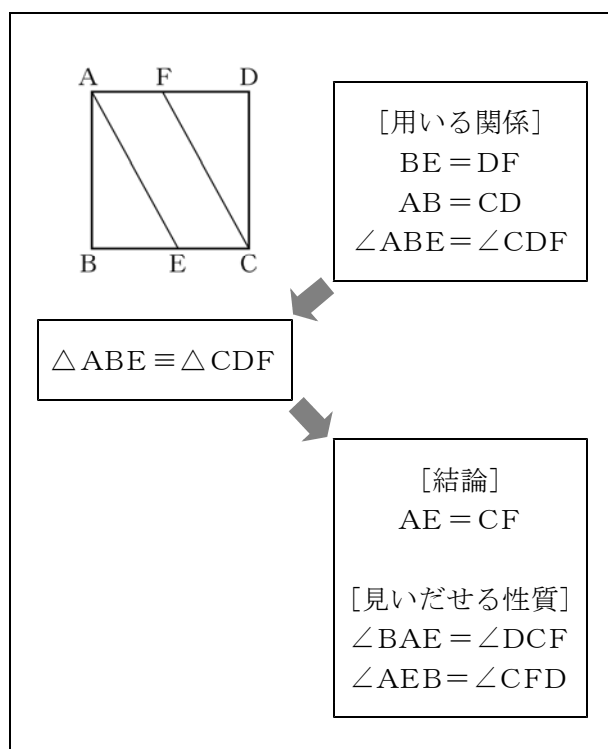 A F D
B E C
[用いる関係]
BE=DF
AB=CD
∠ABE=∠CDF
△ABE≡△CDF
[結論]
AE=CF
[見いだせる性質]
∠BAE=∠DCF
∠AEB=∠CFD